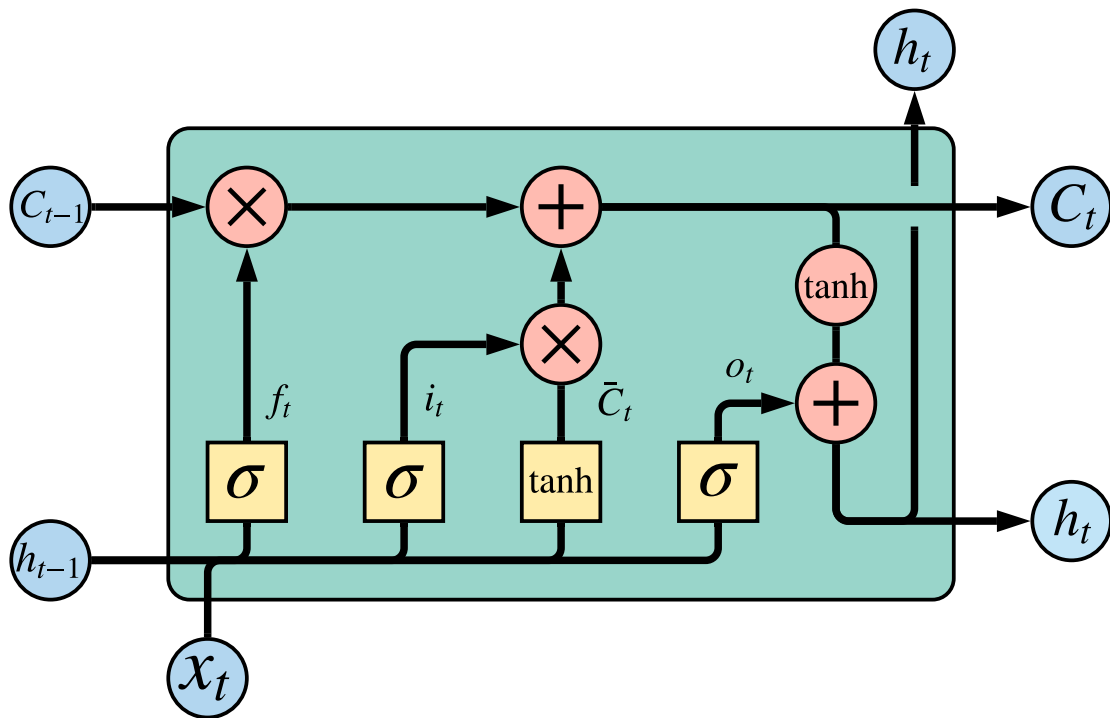 h_t
C_{t−1}
×
+
C_t
tanh
×
o_t
+
f_t
i_t
C̄_t
σ
σ
tanh
σ
h_{t−1}
h_t
x_t